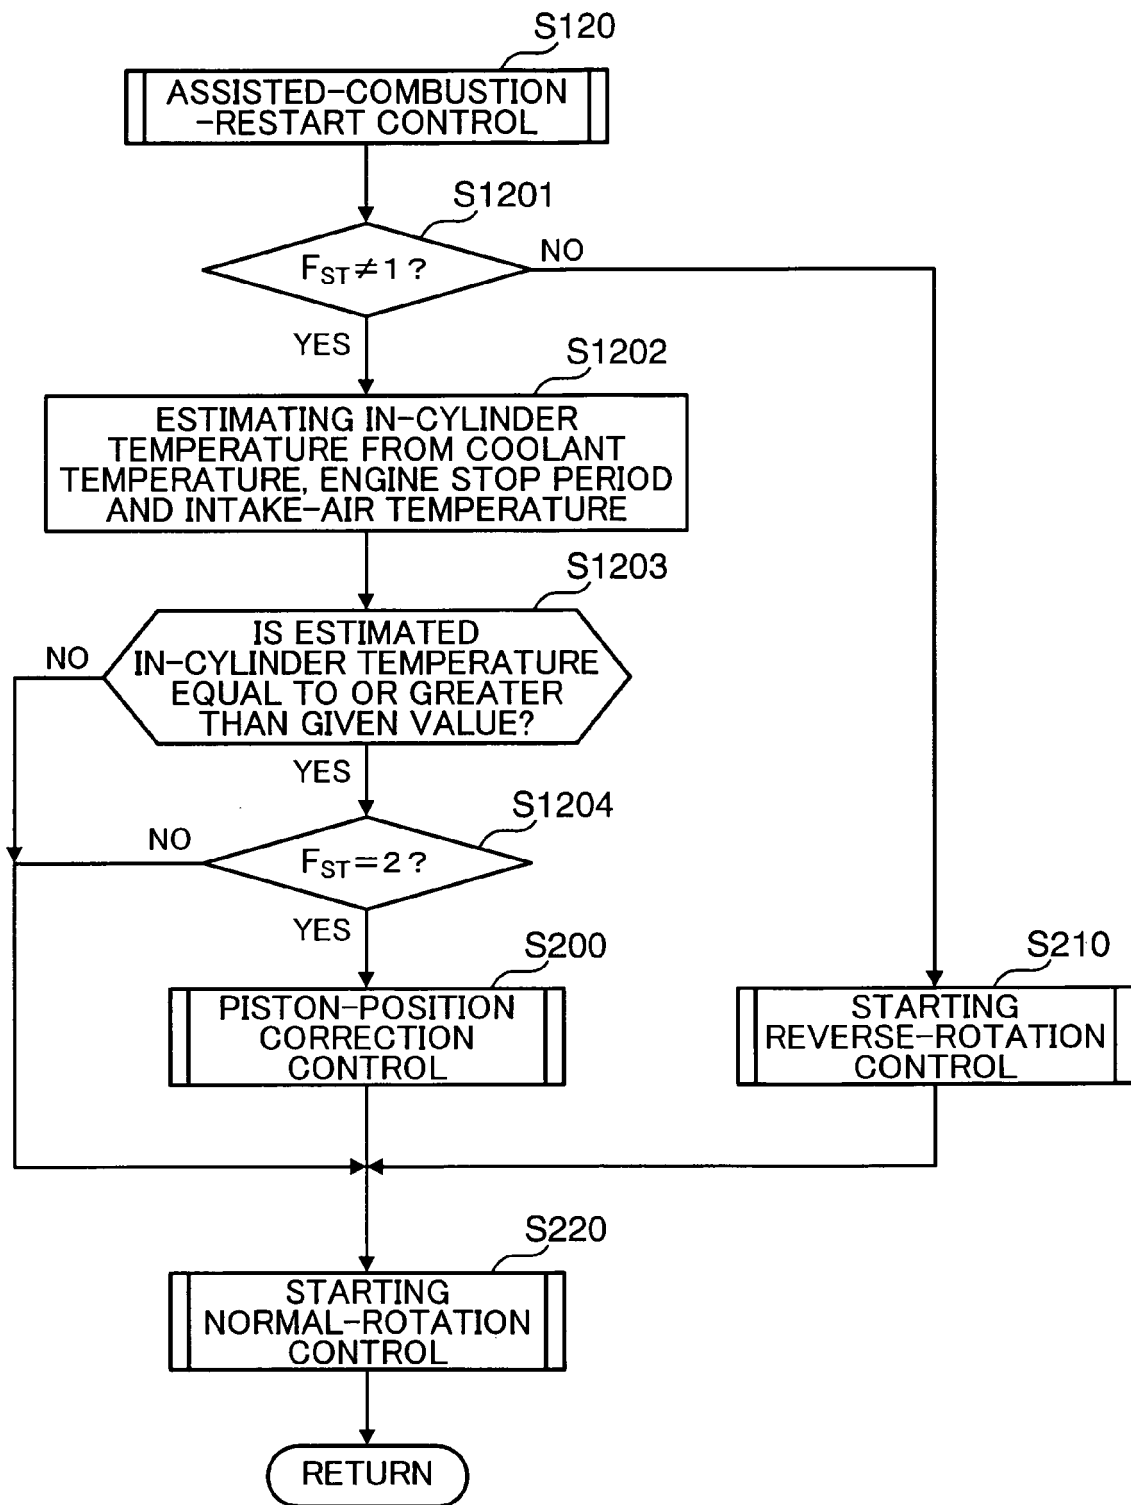 S120
ASSISTED-COMBUSTION
-RESTART CONTROL
S1201
FST≠1?
NO
YES
S1202
ESTIMATING IN-CYLINDER
TEMPERATURE FROM COOLANT
TEMPERATURE, ENGINE STOP PERIOD
AND INTAKE-AIR TEMPERATURE
S1203
IS ESTIMATED
IN-CYLINDER TEMPERATURE
EQUAL TO OR GREATER
THAN GIVEN VALUE?
NO
YES
S1204
FST=2?
NO
YES
S200
PISTON-POSITION
CORRECTION
CONTROL
S210
STARTING
REVERSE-ROTATION
CONTROL
S220
STARTING
NORMAL-ROTATION
CONTROL
RETURN